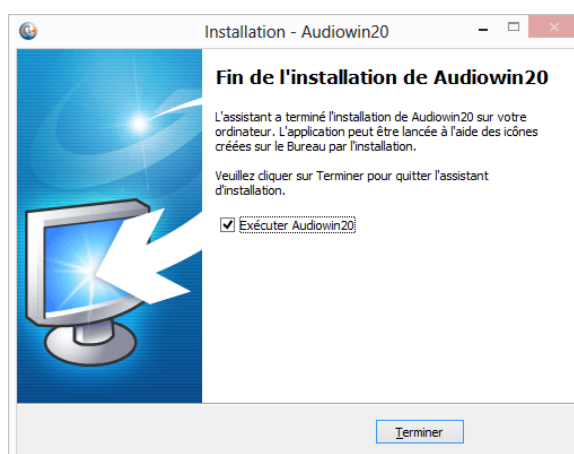 Installation - Audiowin20
Fin de l'installation de Audiowin20
L'assistant a terminé l'installation de Audiowin20 sur votre
ordinateur. L'application peut être lancée à l'aide des icônes
créées sur le Bureau par l'installation.
Veuillez cliquer sur Terminer pour quitter l'assistant
d'installation.
Exécuter Audiowin20
Terminer